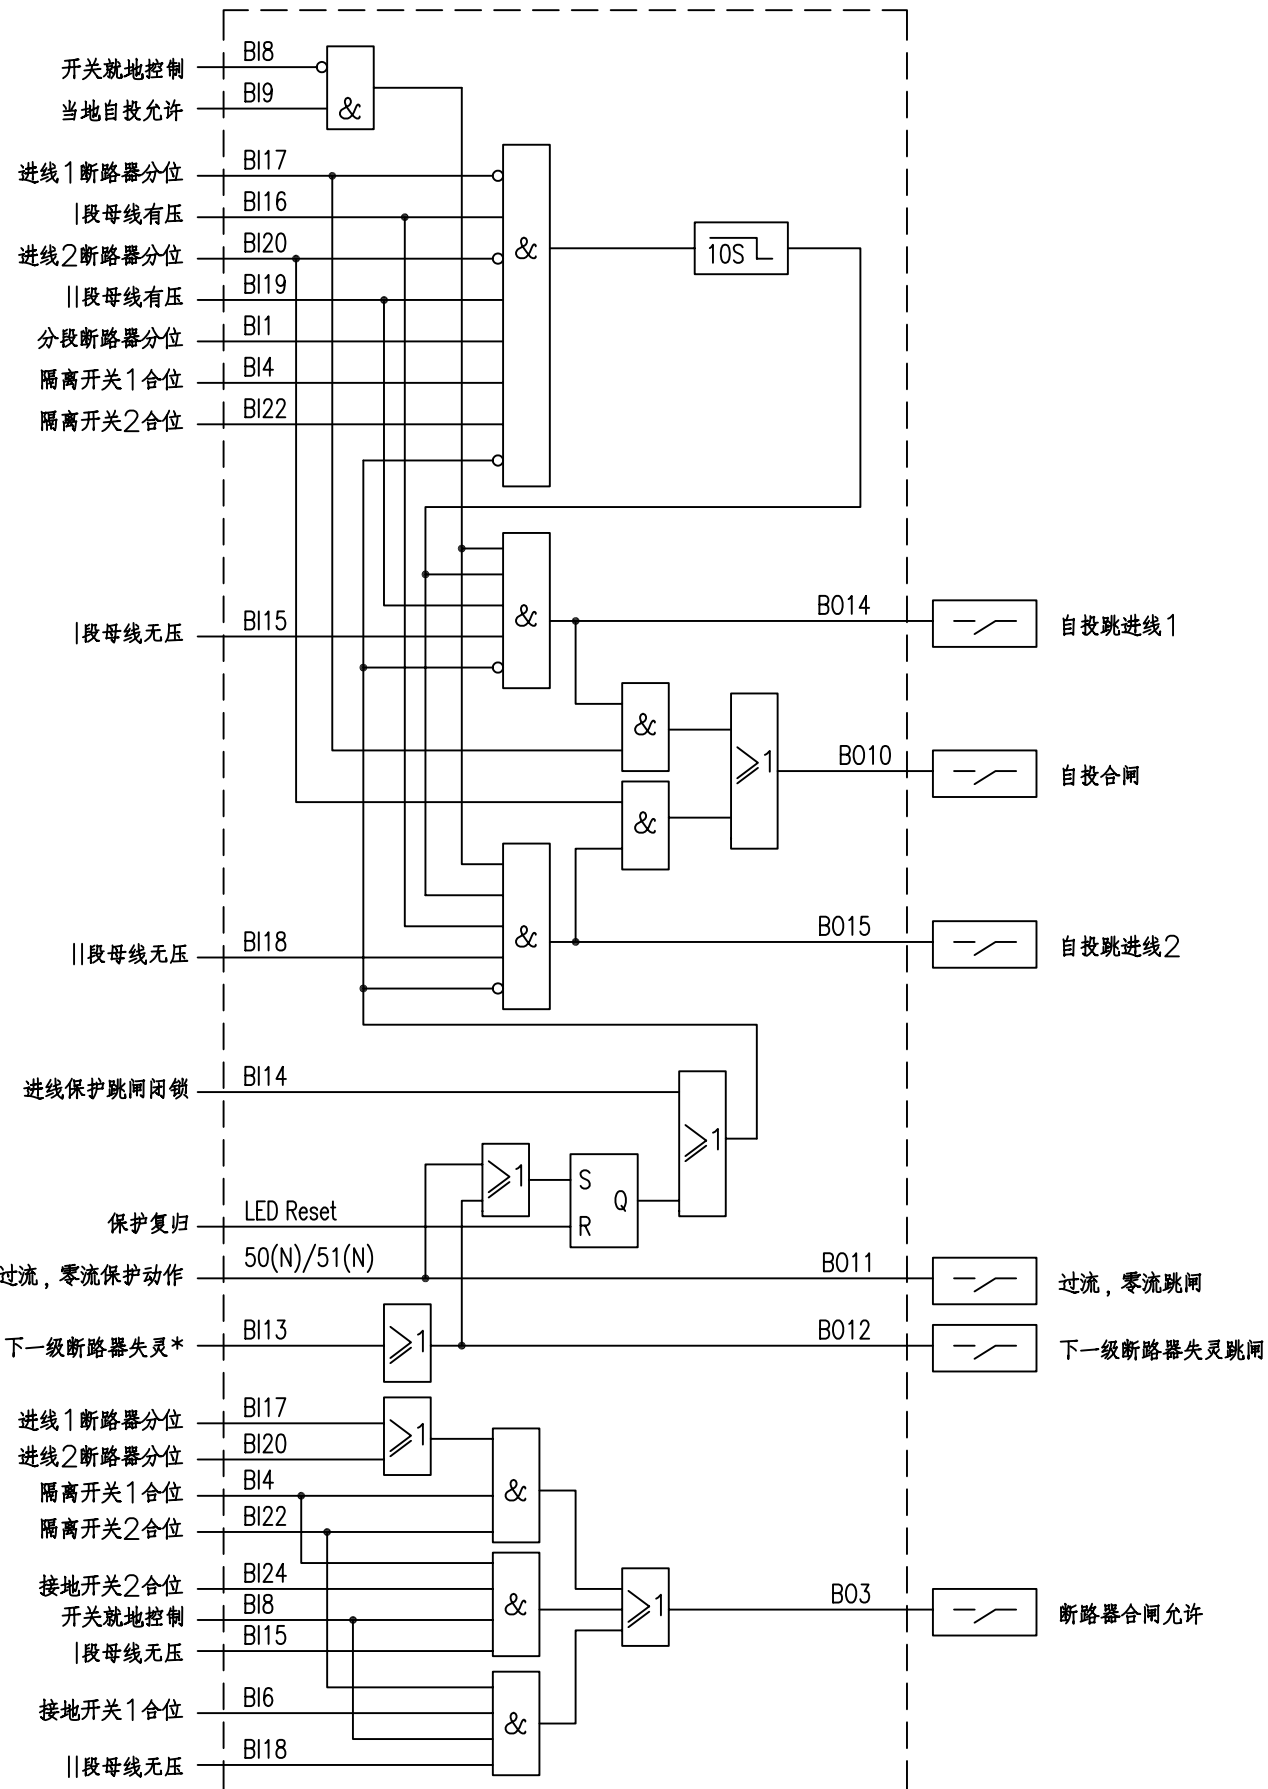 开关就地控制 BI8
当地自投允许 BI9
&
进线1断路器分位 BI17
I段母线有压 BI16
进线2断路器分位 BI20
& 10S
II段母线有压 BI19
分段断路器分位 BI1
隔离开关1合位 BI4
隔离开关2合位 BI22
I段母线无压 BI15 & BO14 自投跳进线1
&
≥1 BO10 自投合闸
&
II段母线无压 BI18 & BO15 自投跳进线2
进线保护跳闸闭锁 BI14
≥1
≥1 S Q R
保护复归 LED Reset
过流，零流保护动作 50(N)/51(N) BO11 过流，零流跳闸
下一级断路器失灵* BI13 ≥1 BO12 下一级断路器失灵跳闸
进线1断路器分位 BI17
≥1
进线2断路器分位 BI20
隔离开关1合位 BI4 &
隔离开关2合位 BI22
接地开关2合位 BI24
开关就地控制 BI8 & ≥1 BO3 断路器合闸允许
I段母线无压 BI15
接地开关1合位 BI6 &
II段母线无压 BI18